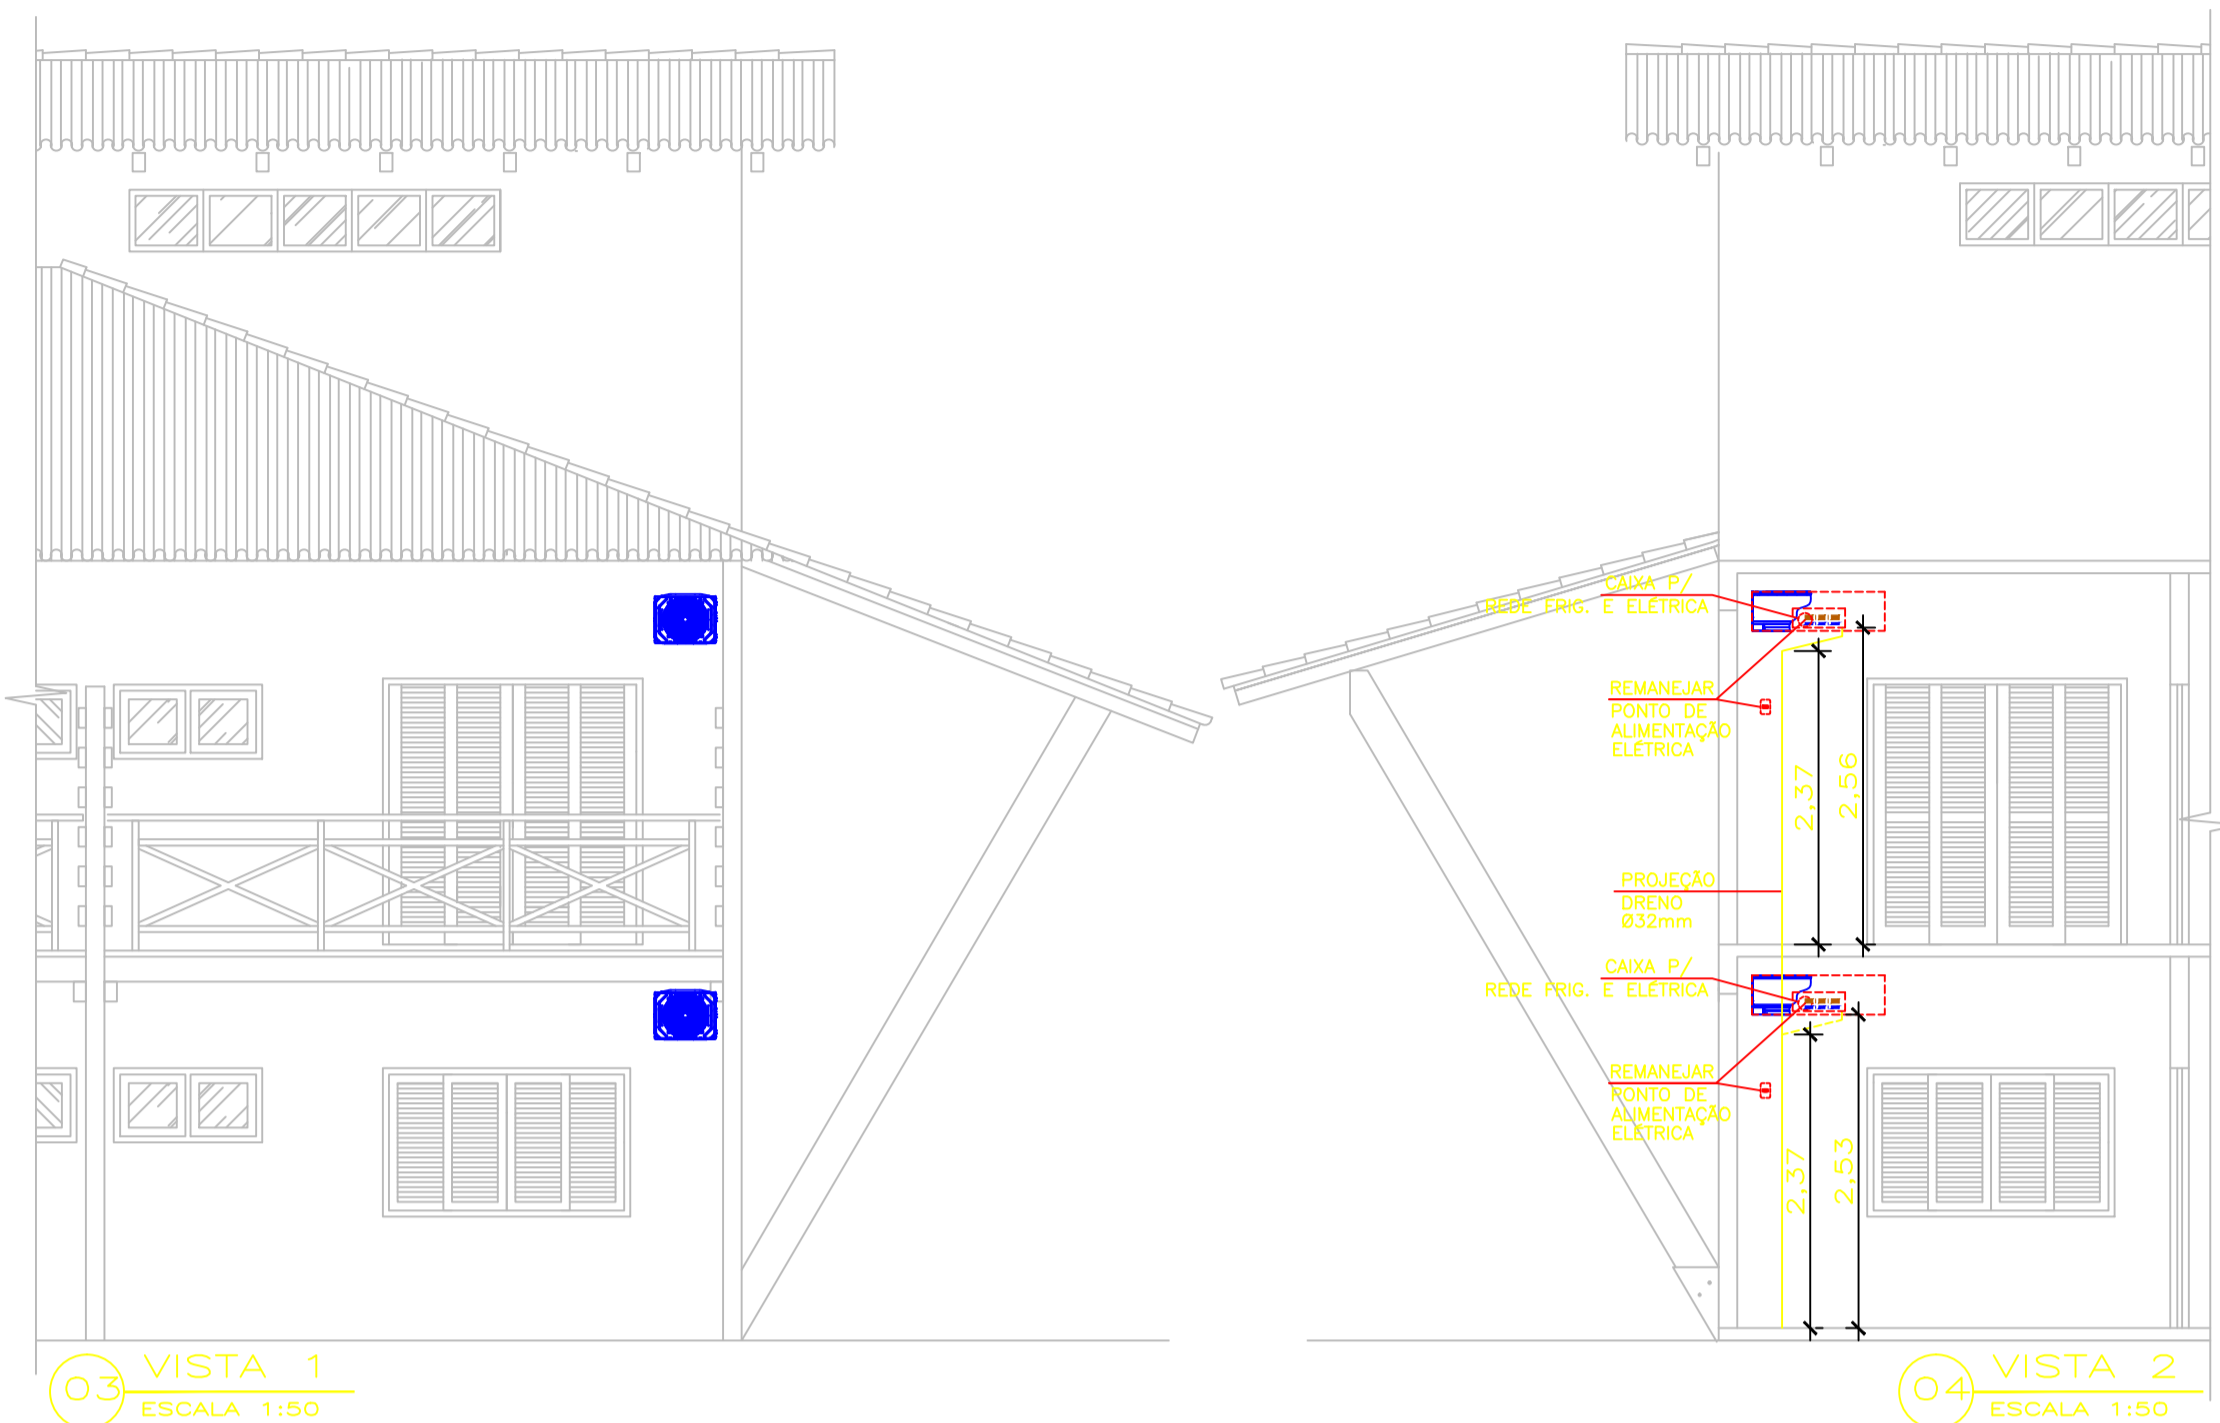 CAIXA P/
REDE FRIG. E ELÉTRICA
REMANEJAR
PONTO DE
ALIMENTAÇÃO
ELÉTRICA
2,37
2,56
PROJEÇÃO
DRENO
Ø32mm
CAIXA P/
REDE FRIG. E ELÉTRICA
REMANEJAR
PONTO DE
ALIMENTAÇÃO
ELÉTRICA
2,37
2,53
03
VISTA 1
ESCALA 1:50
04
VISTA 2
ESCALA 1:50